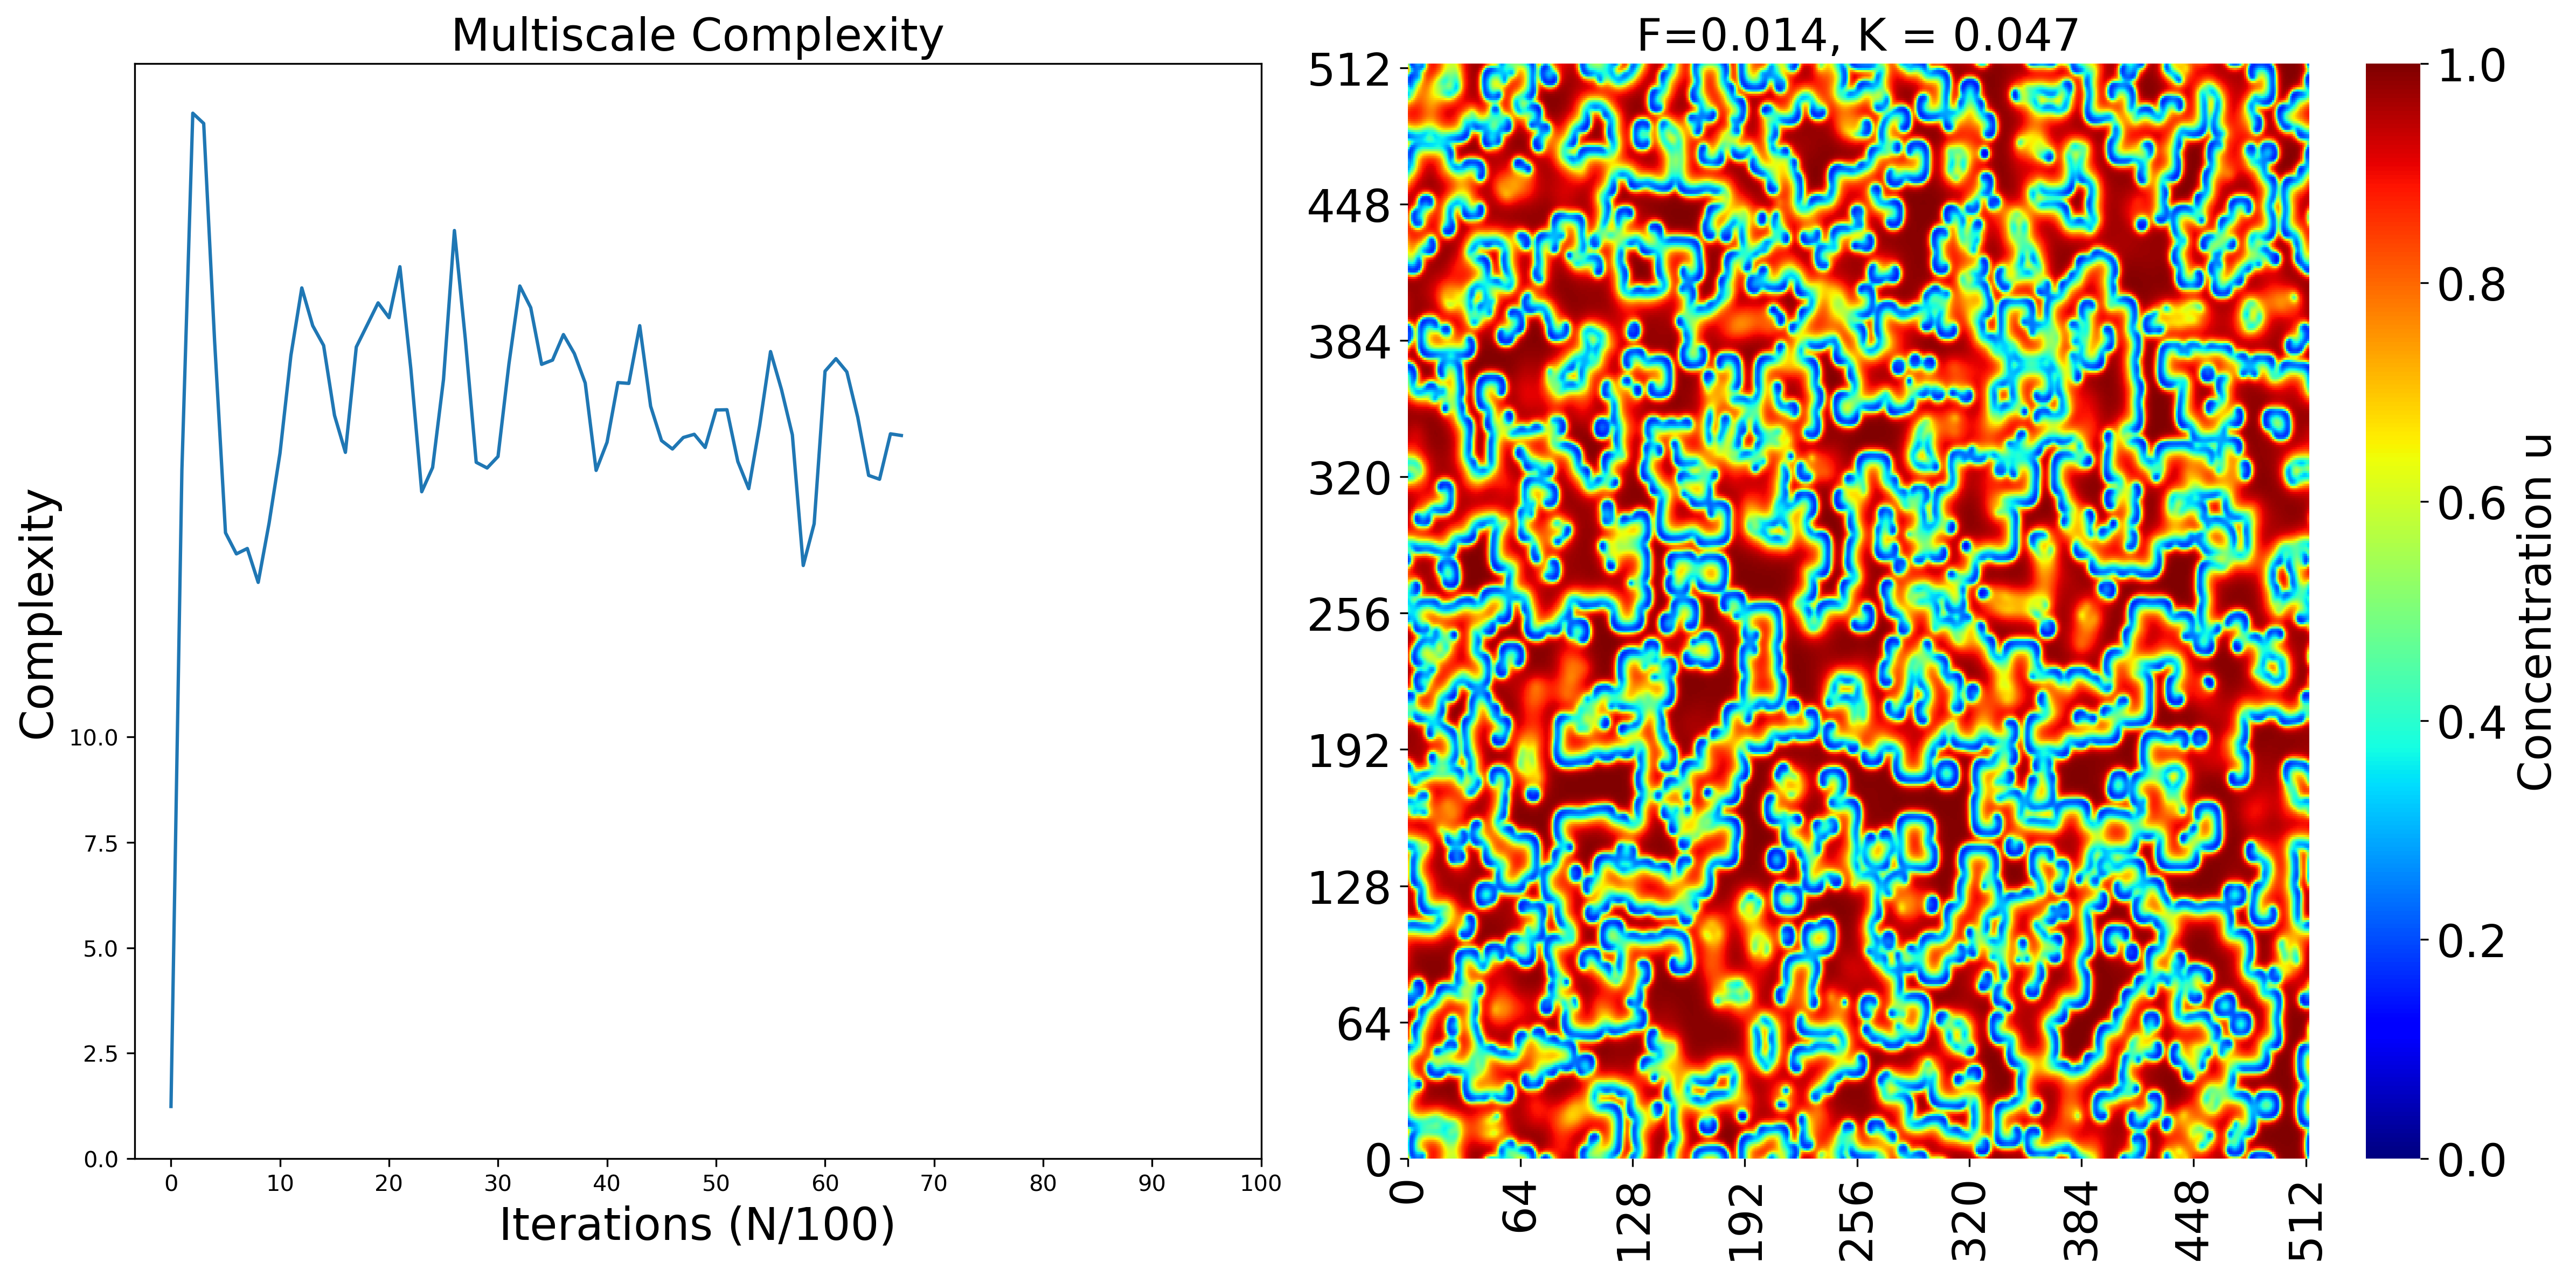 Multiscale Complexity
Complexity
10.0
7.5
5.0
2.5
0.0
0 10 20 30 40 50 60 70 80 90 100
Iterations (N/100)
F=0.014, K = 0.047
512
448
384
320
256
192
128
64
0
0 64 128 192 256 320 384 448 512
1.0
0.8
0.6
0.4
0.2
0.0
Concentration u